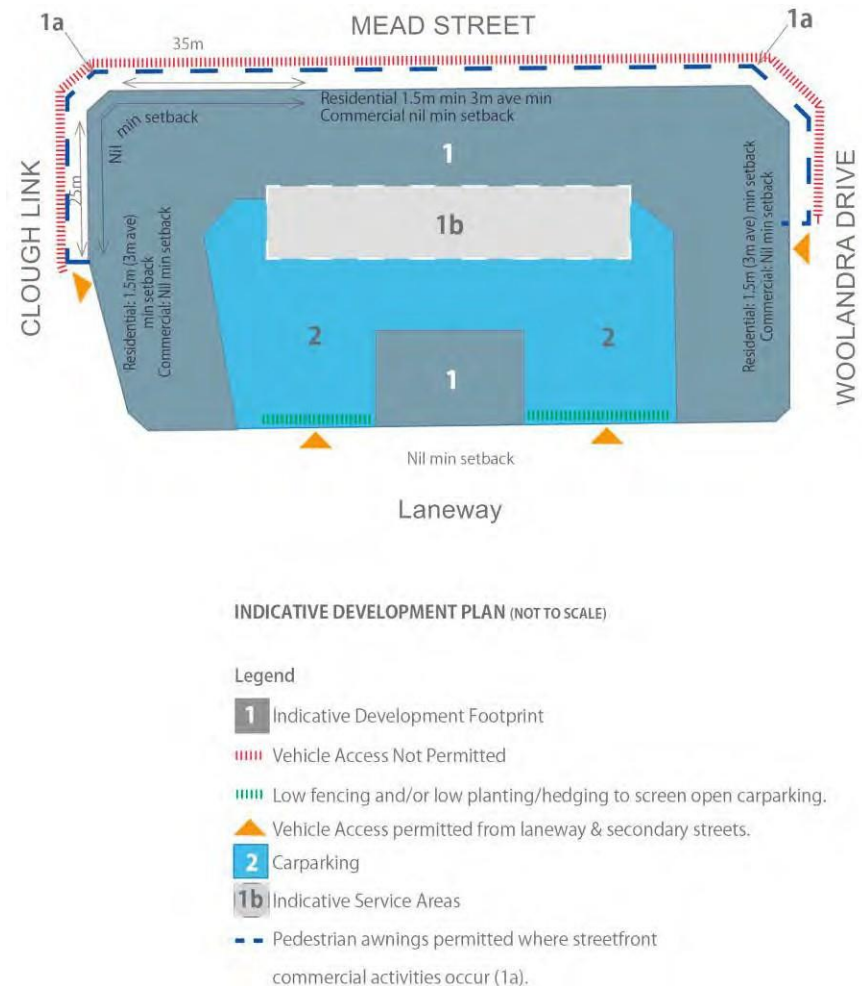 1a
MEAD STREET
1a
35m
Residential 1.5m min 3m ave min
Commercial nil min setback
Nil min setback
25m
1
1b
CLOUGH LINK
Residential: 1.5m (3m ave)
min setback
Commercial: Nil min setback
Residential: 1.5m (3m ave) min setback
Commercial: Nil min setback
WOOLANDRA DRIVE
2
2
1
Nil min setback
Laneway
INDICATIVE DEVELOPMENT PLAN (NOT TO SCALE)
Legend
1 Indicative Development Footprint
Vehicle Access Not Permitted
Low fencing and/or low planting/hedging to screen open carparking.
Vehicle Access permitted from laneway & secondary streets.
2 Carparking
1b Indicative Service Areas
Pedestrian awnings permitted where streetfront
commercial activities occur (1a).